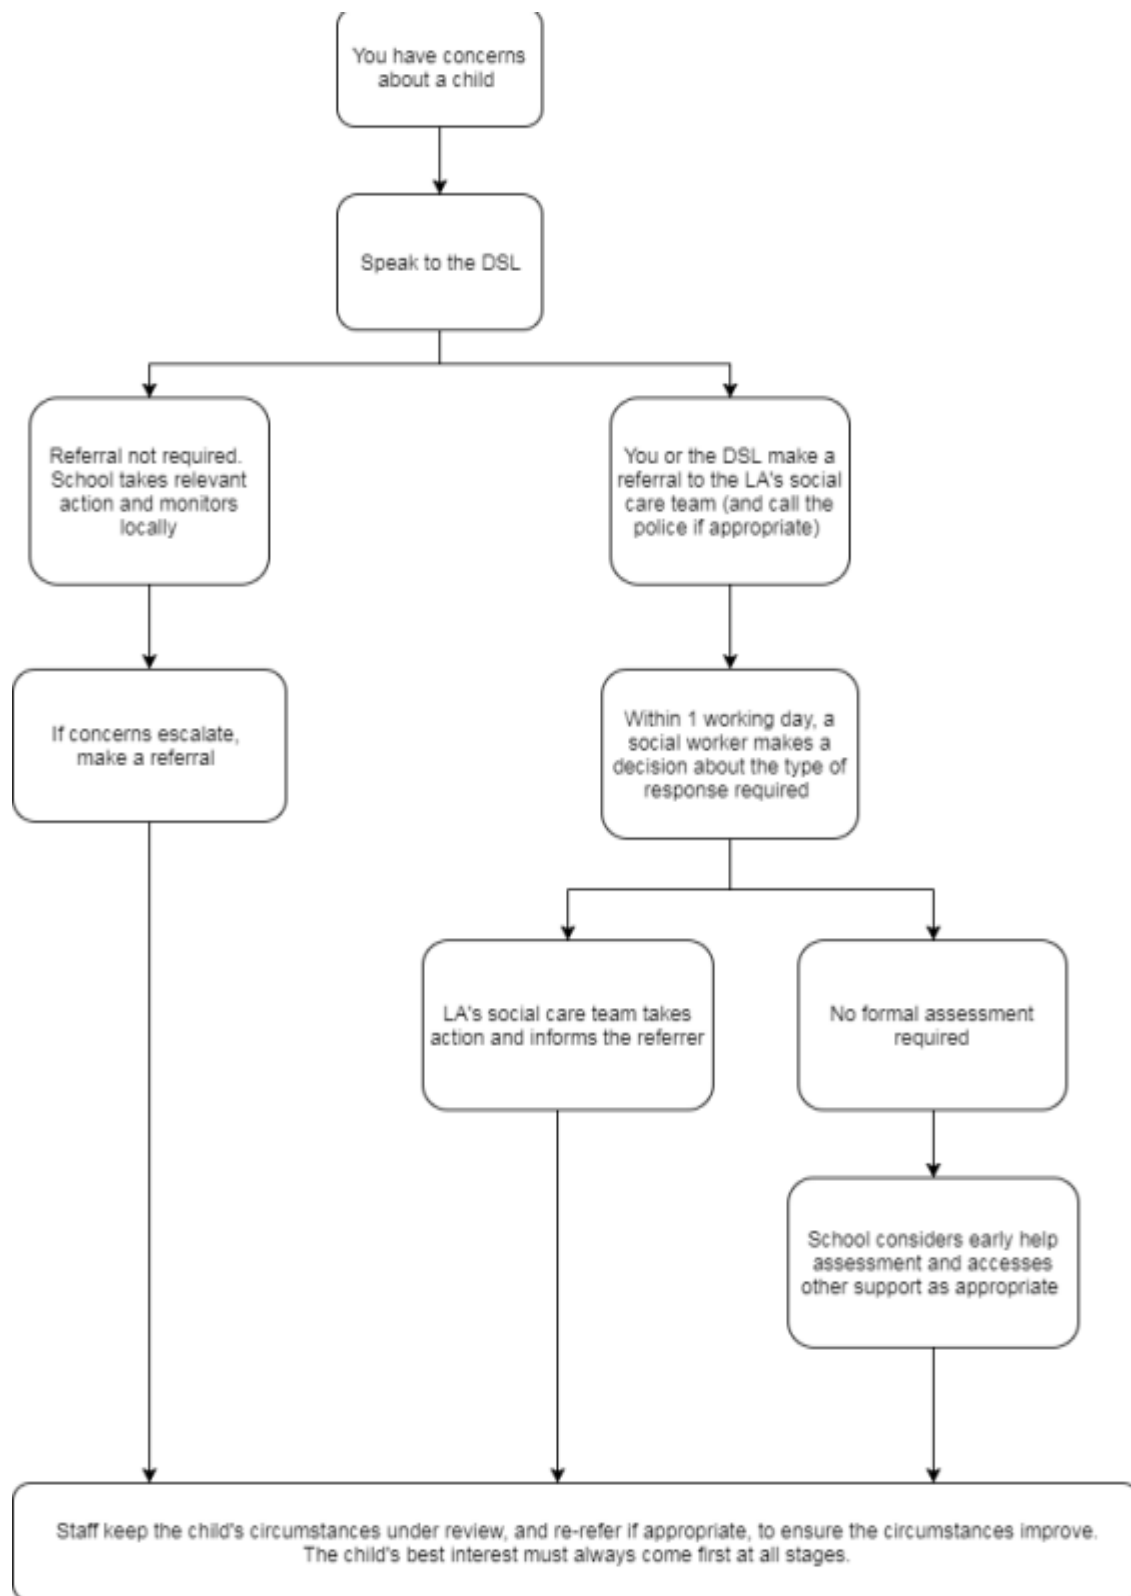 You have concerns
about a child
Speak to the DSL
Referral not required.
School takes relevant
action and monitors
locally
You or the DSL make a
referral to the LA's social
care team (and call the
police if appropriate)
If concerns escalate,
make a referral
Within 1 working day, a
social worker makes a
decision about the type of
response required
LA's social care team takes
action and informs the referrer
No formal assessment
required
School considers early help
assessment and accesses
other support as appropriate
Staff keep the child's circumstances under review, and re-refer if appropriate, to ensure the circumstances improve.
The child's best interest must always come first at all stages.